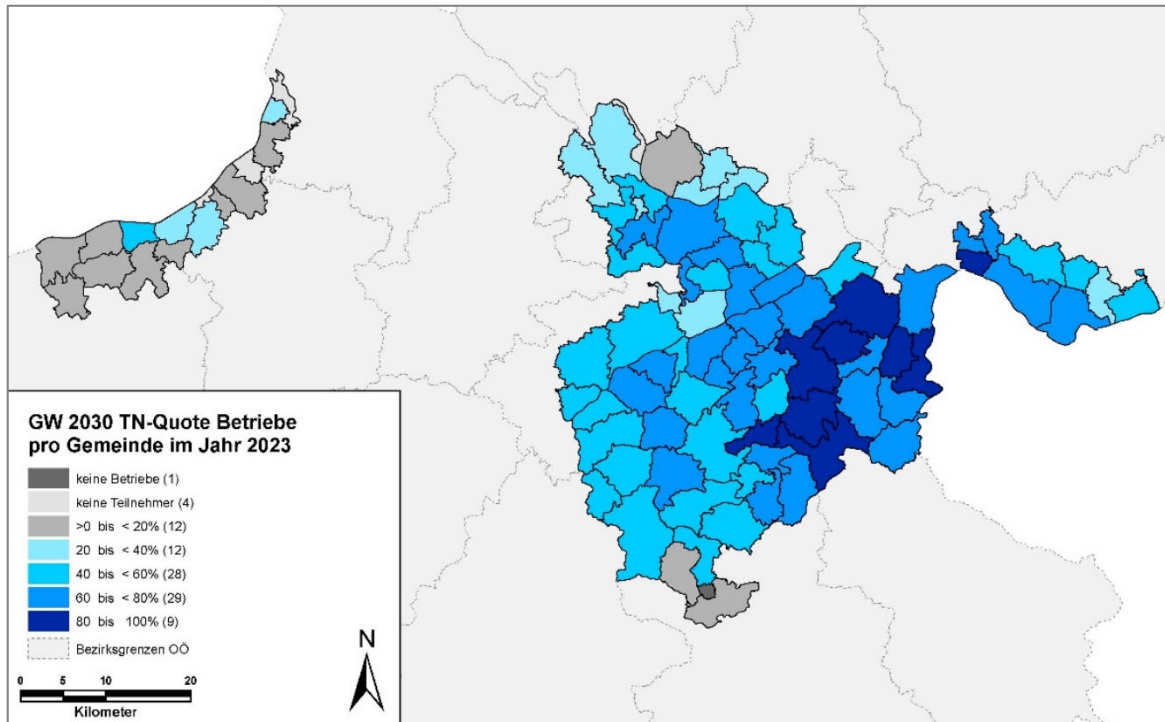 GW 2030 TN-Quote Betriebe
pro Gemeinde im Jahr 2023
keine Betriebe (1)
keine Teilnehmer (4)
>0 bis < 20% (12)
20 bis < 40% (12)
40 bis < 60% (28)
60 bis < 80% (29)
80 bis 100% (9)
Bezirksgrenzen OÖ
N
0 5 10 20
Kilometer